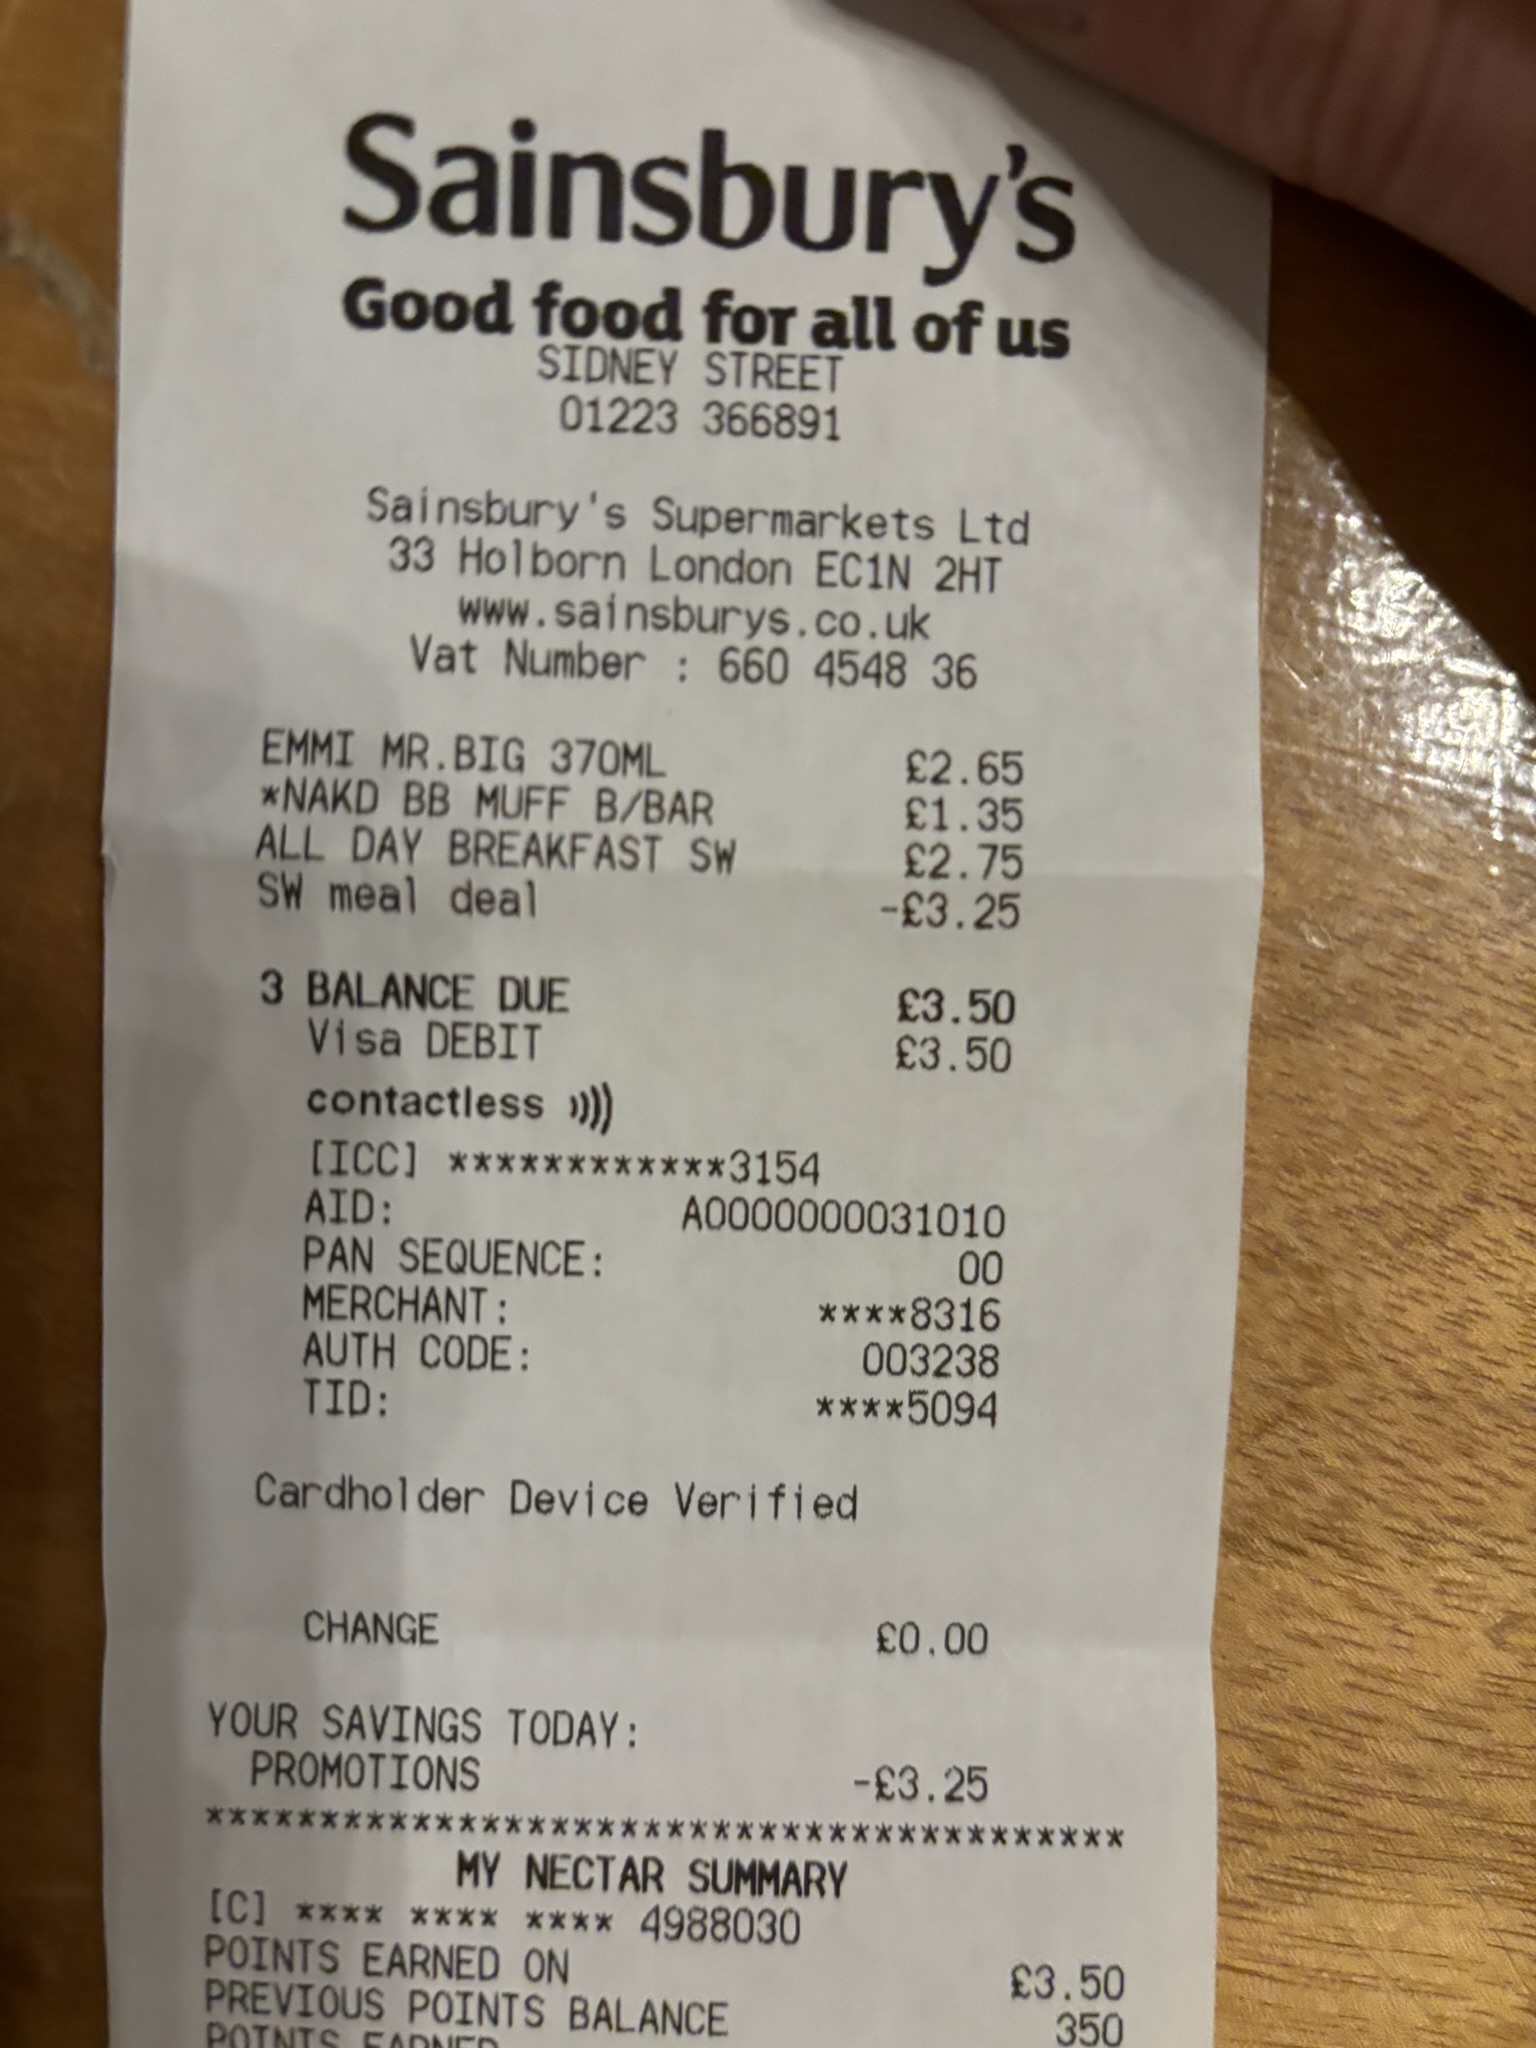 Sainsbury's
Good food for all of us
SIDNEY STREET
01223 366891
Sainsbury's Supermarkets Ltd
33 Holborn London EC1N 2HT
www.sainsburys.co.uk
Vat Number : 660 4548 36
EMMI MR.BIG 370ML £2.65
*NAKD BB MUFF B/BAR £1.35
ALL DAY BREAKFAST SW £2.75
SW meal deal -£3.25
3 BALANCE DUE £3.50
Visa DEBIT £3.50
contactless
[ICC] ************3154
AID: A0000000031010
PAN SEQUENCE: 00
MERCHANT: ****8316
AUTH CODE: 003238
TID: ****5094
Cardholder Device Verified
CHANGE £0.00
YOUR SAVINGS TODAY:
PROMOTIONS -£3.25
****************************************
MY NECTAR SUMMARY
[C] **** **** **** 4988030
POINTS EARNED ON £3.50
PREVIOUS POINTS BALANCE 350
POINTS EARNED